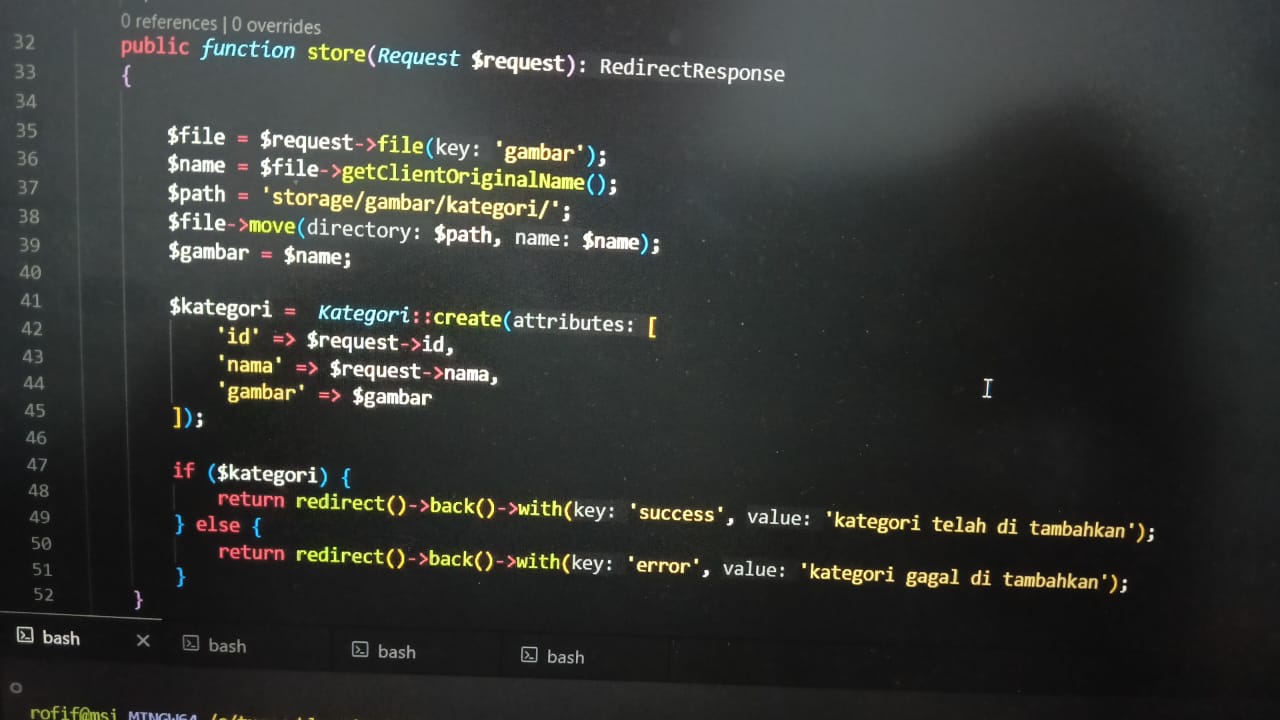 0 references | 0 overrides
32 public function store(Request $request): RedirectResponse
33 {
34
35 $file = $request->file(key: 'gambar');
36 $name = $file->getClientOriginalName();
37 $path = 'storage/gambar/kategori/';
38 $file->move(directory: $path, name: $name);
39 $gambar = $name;
40
41 $kategori = Kategori::create(attributes: [
42 'id' => $request->id,
43 'nama' => $request->nama,
44 'gambar' => $gambar
45 ]);
46
47 if ($kategori) {
48 return redirect()->back()->with(key: 'success', value: 'kategori telah di tambahkan');
49 } else {
50 return redirect()->back()->with(key: 'error', value: 'kategori gagal di tambahkan');
51 }
52 }
bash bash bash bash
rofif@msi MINGW64